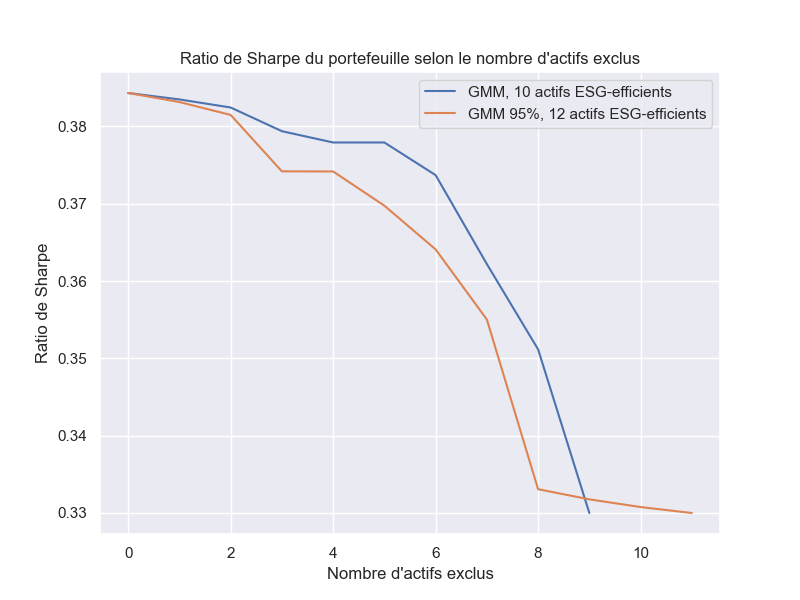 Ratio de Sharpe du portefeuille selon le nombre d'actifs exclus
GMM, 10 actifs ESG-efficients
GMM 95%, 12 actifs ESG-efficients
Ratio de Sharpe
0.38
0.37
0.36
0.35
0.34
0.33
0 2 4 6 8 10
Nombre d'actifs exclus